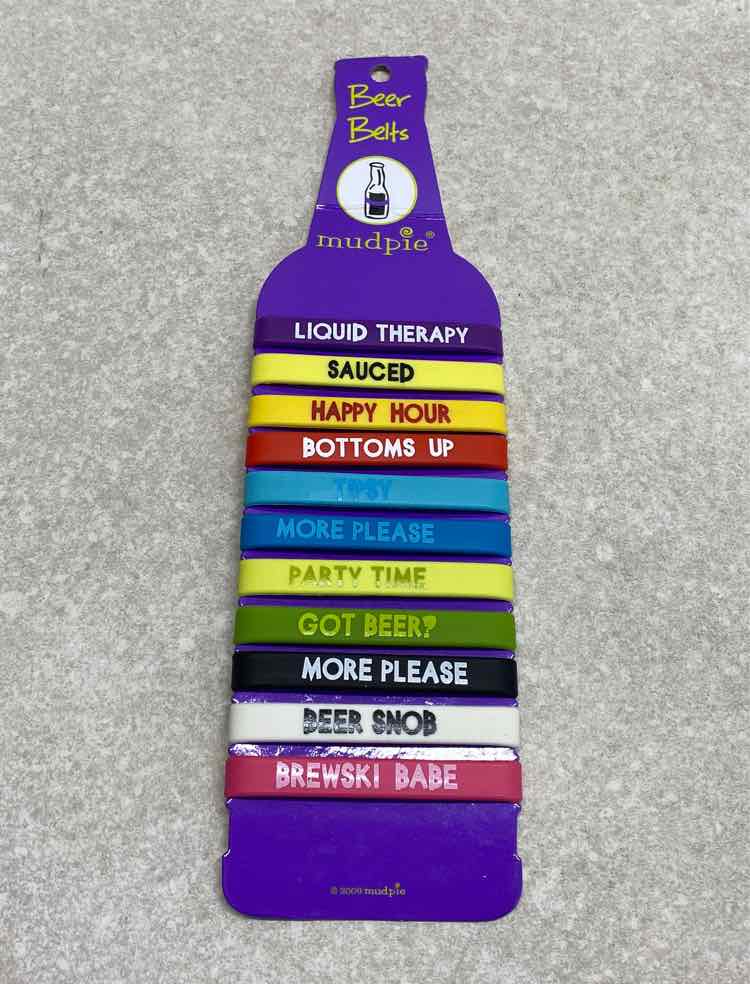 Beer
Belts
mudpie®
LIQUID THERAPY
SAUCED
HAPPY HOUR
BOTTOMS UP
TIPSY
MORE PLEASE
PARTY TIME
GOT BEER?
MORE PLEASE
BEER SNOB
BREWSKI BABE
© 2009 mudpie